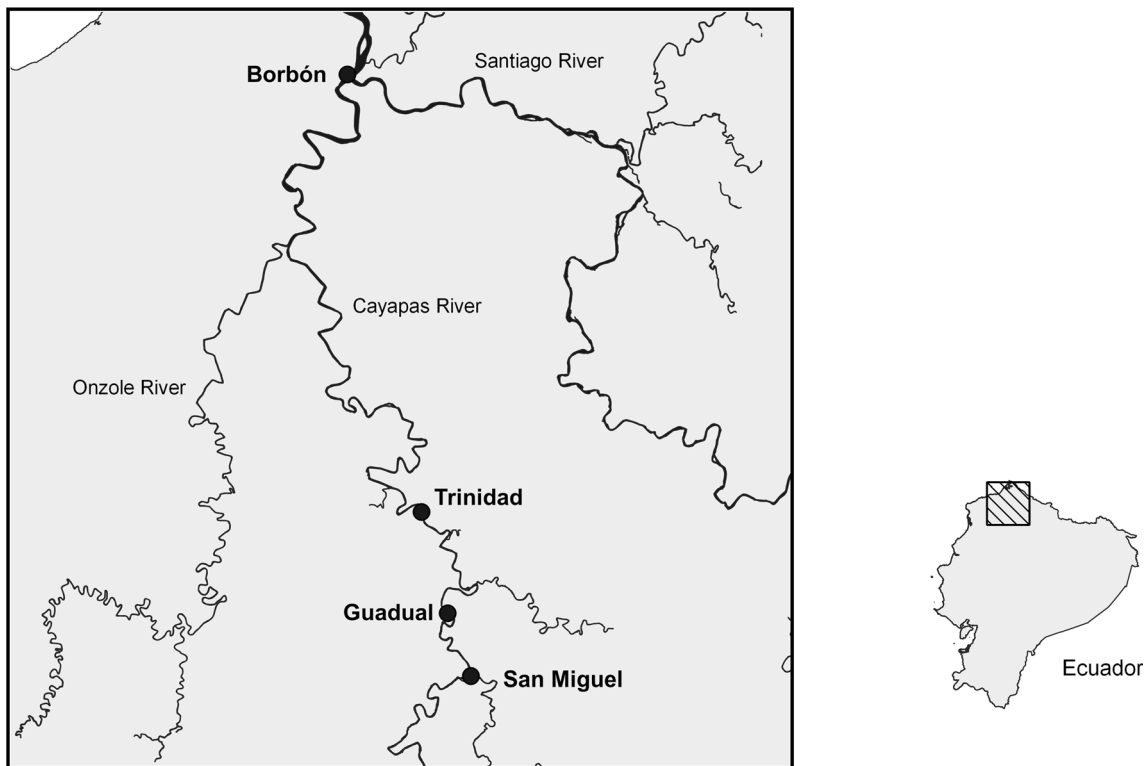 Santiago River
Borbón
Cayapas River
Onzole River
Trinidad
Guadual
San Miguel
Ecuador